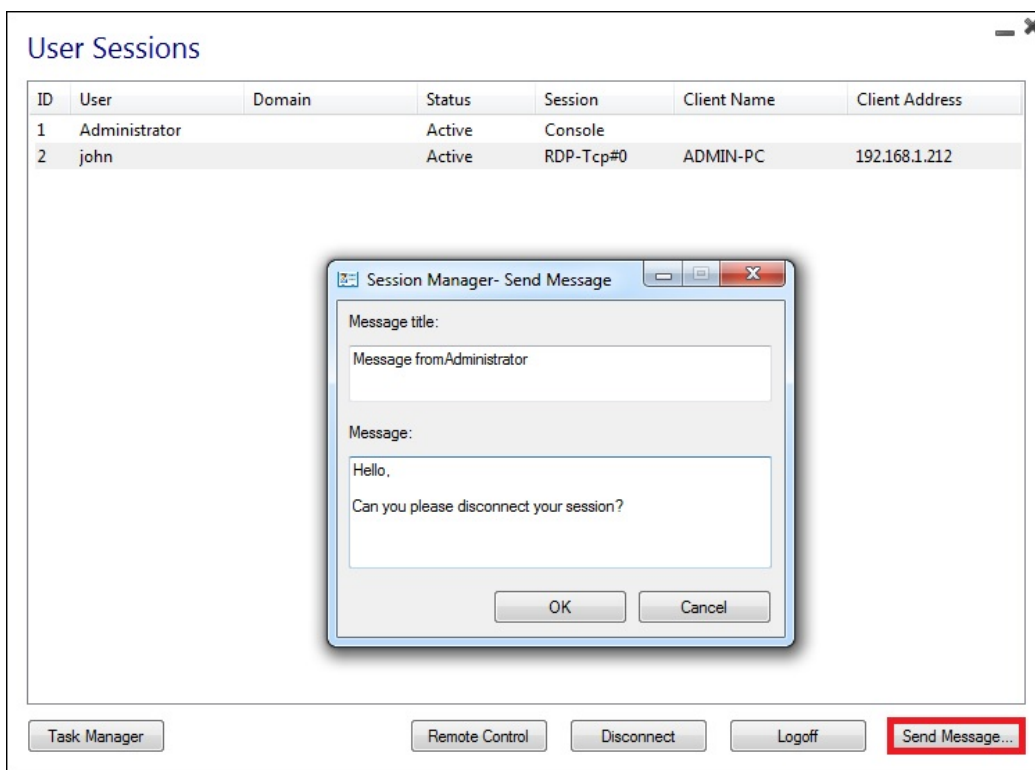 User Sessions
ID User Domain Status Session Client Name Client Address
1 Administrator Active Console
2 john Active RDP-Tcp#0 ADMIN-PC 192.168.1.212
Session Manager- Send Message
Message title:
Message fromAdministrator
Message:
Hello,
Can you please disconnect your session?
OK Cancel
Task Manager Remote Control Disconnect Logoff Send Message...